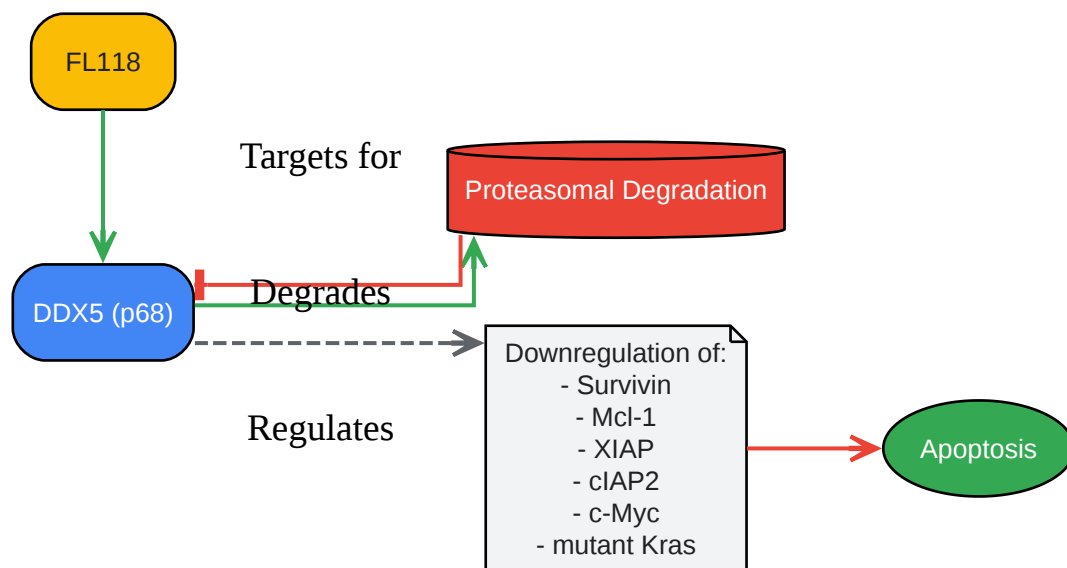 FL118
Targets for
Proteasomal Degradation
Degrades
DDX5 (p68)
Regulates
Downregulation of:
- Survivin
- Mcl-1
- XIAP
- cIAP2
- c-Myc
- mutant Kras
Apoptosis